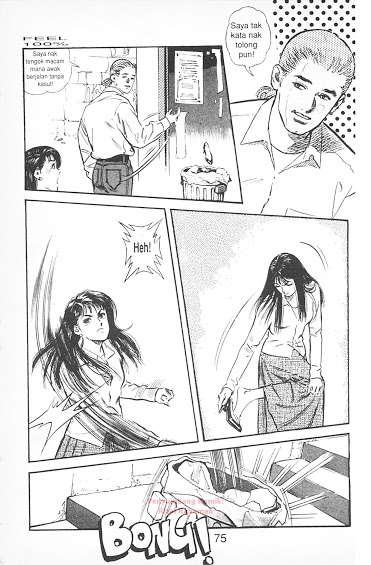 FEEL
100%
Saya tak
kata nak
tolong
pun!
Saya nak
tengok macam
mana awak
berjalan tanpa
kasut!
Heh!
BONG!
75